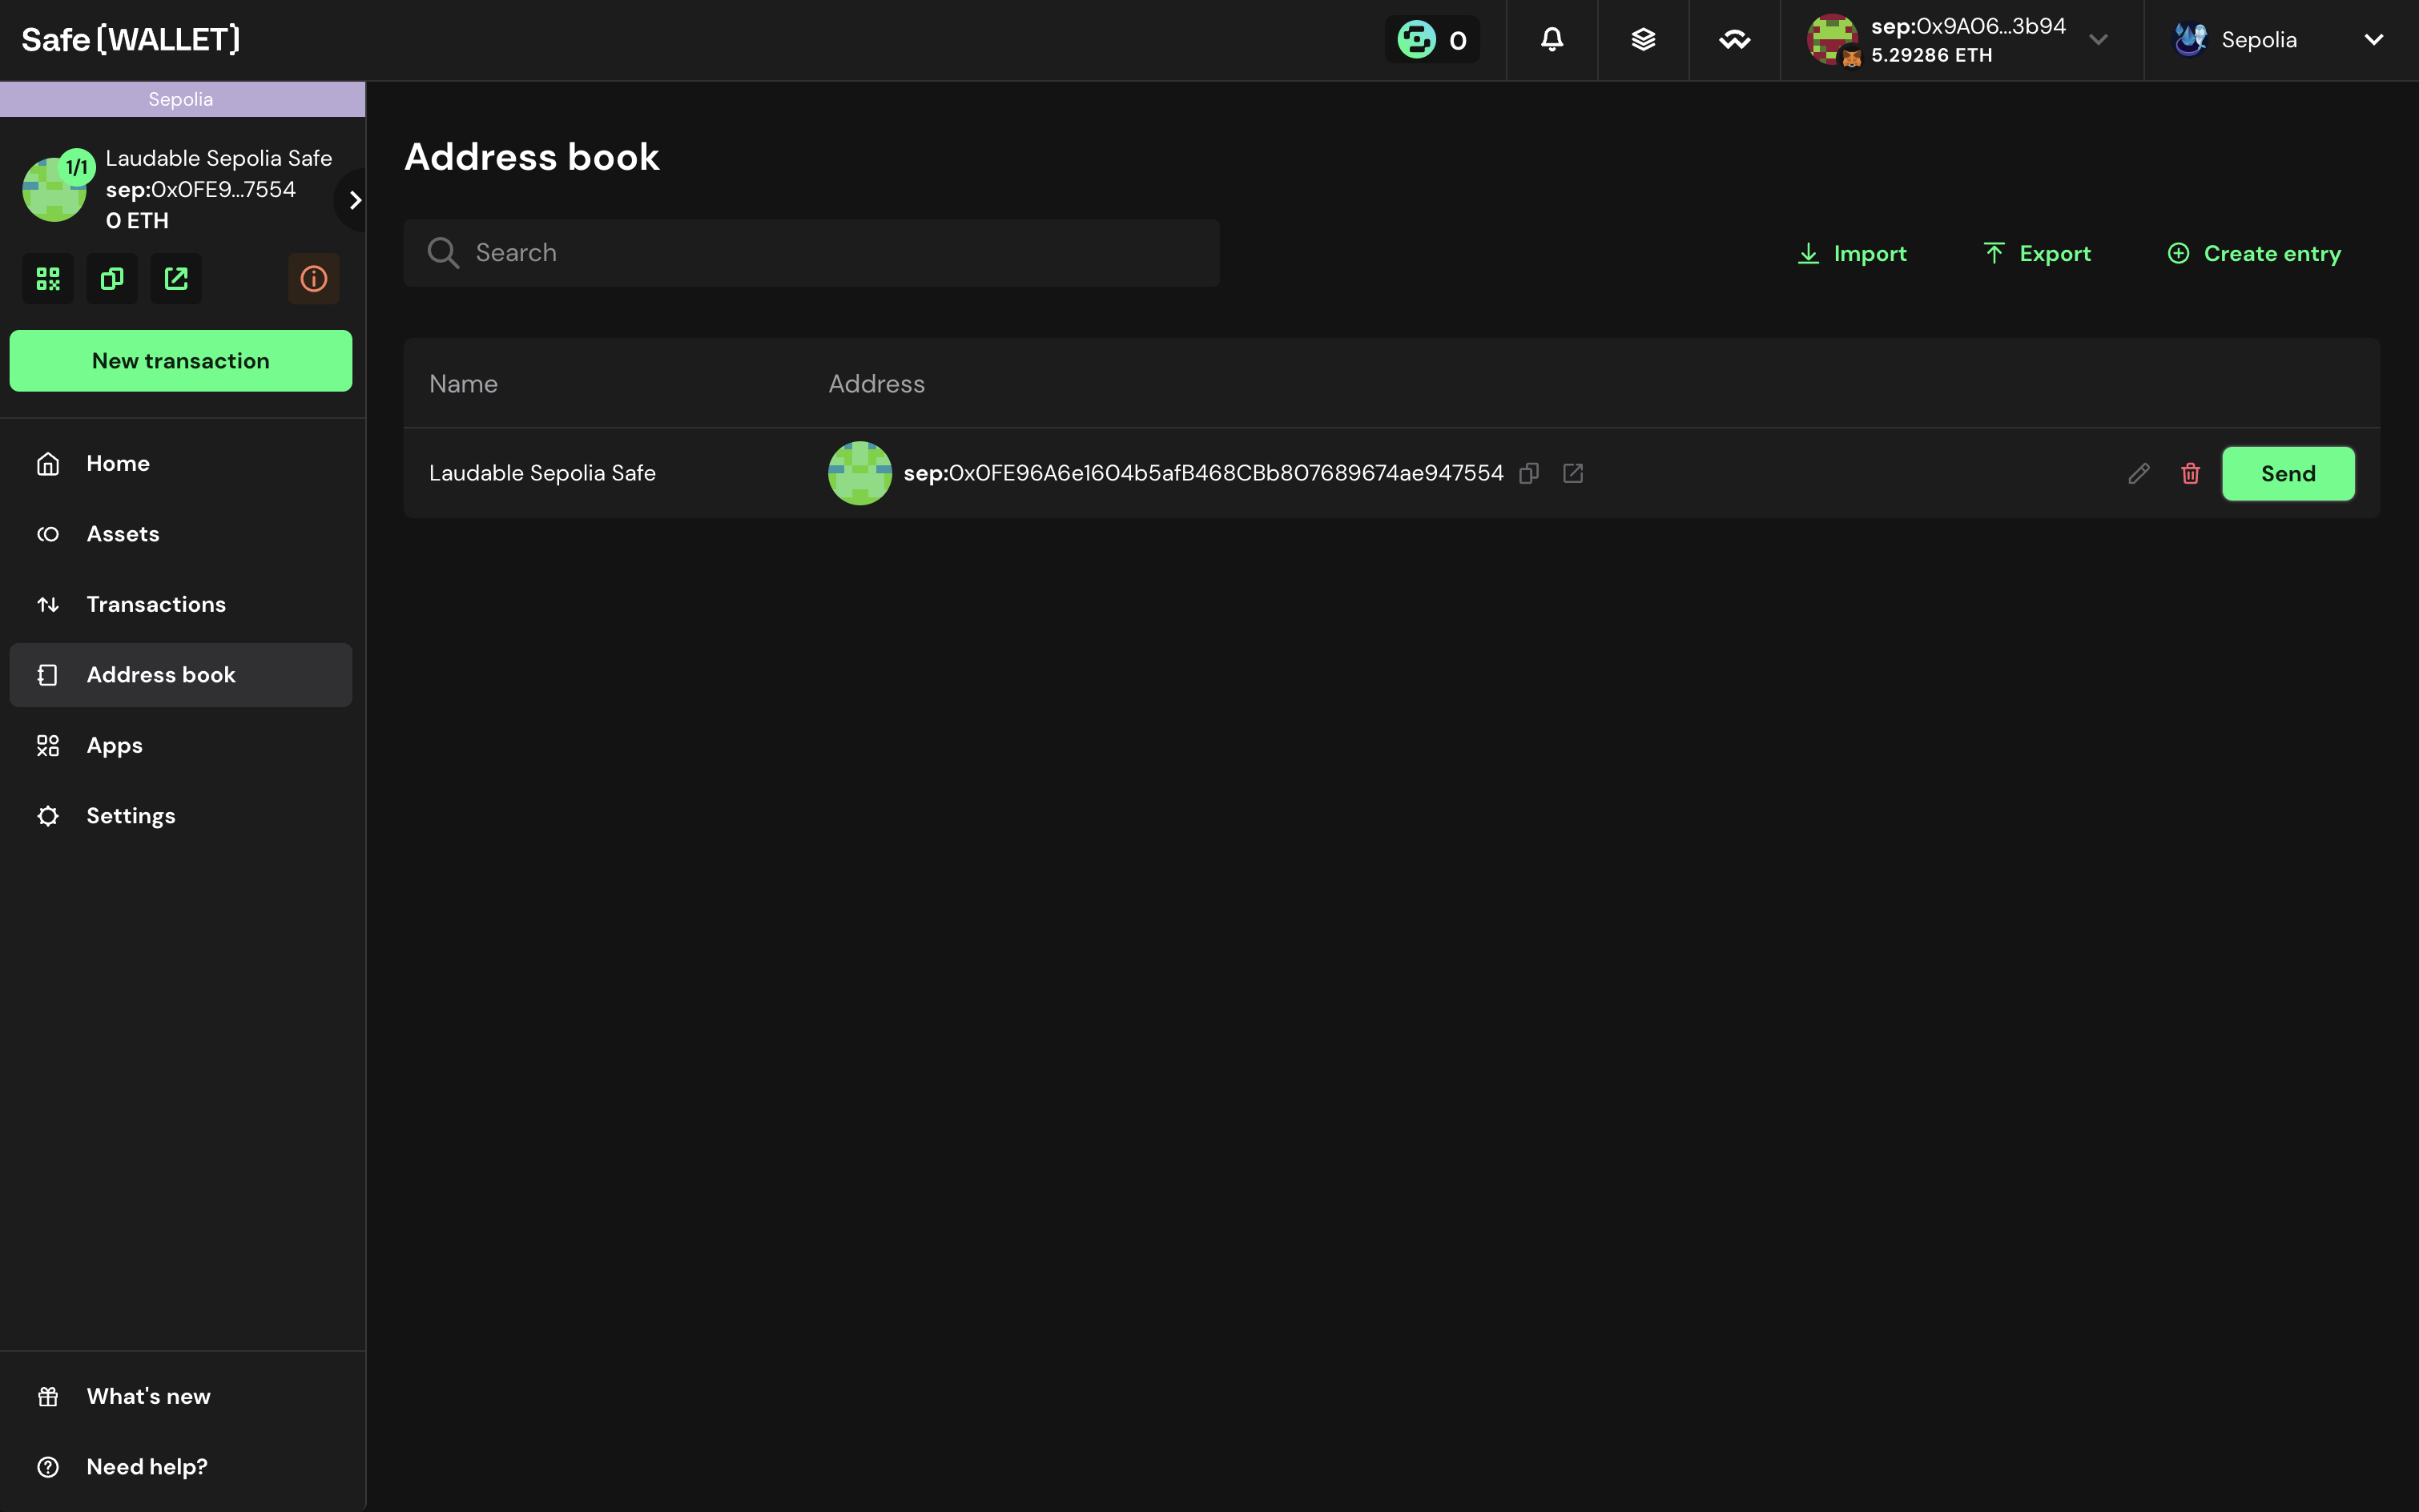 Safe{WALLET}
0
sep:0x9A06...3b94
5.29286 ETH
Sepolia
Sepolia
1/1
Laudable Sepolia Safe
sep:0x0FE9...7554
0 ETH
New transaction
Home
Assets
Transactions
Address book
Apps
Settings
What's new
Need help?
Address book
Search
Import
Export
Create entry
Name
Address
Laudable Sepolia Safe
sep:0x0FE96A6e1604b5afB468CBb807689674ae947554
Send